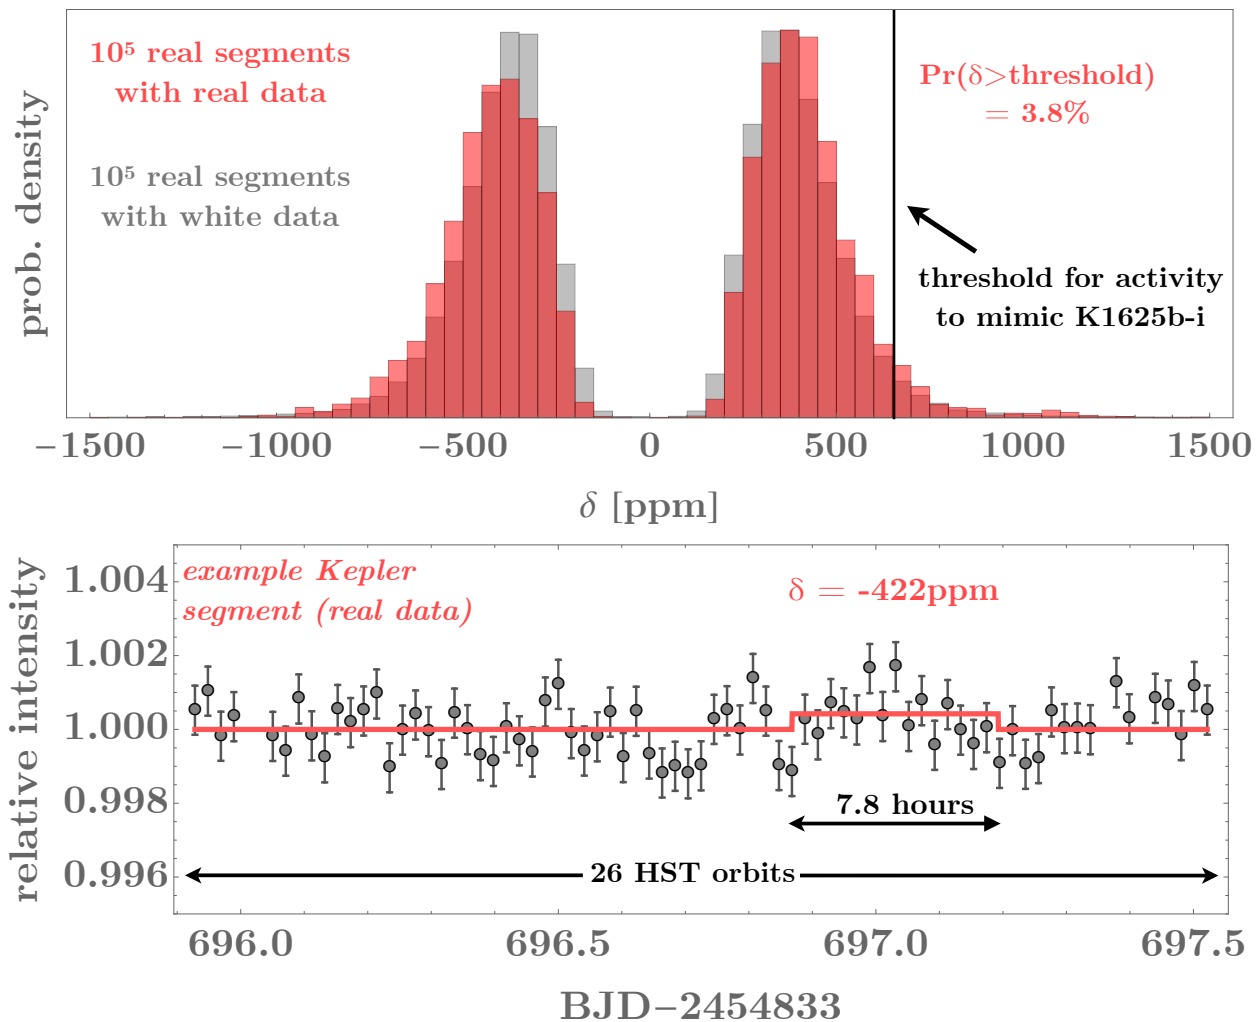 10⁵ real segments
with real data
10⁵ real segments
with white data
Pr(δ>threshold)
= 3.8%
threshold for activity
to mimic K1625b-i
prob. density
−1500 −1000 −500 0 500 1000 1500
δ [ppm]
example Kepler
segment (real data)
δ = -422ppm
1.004
1.002
1.000
0.998
0.996
relative intensity
7.8 hours
26 HST orbits
696.0 696.5 697.0 697.5
BJD−2454833